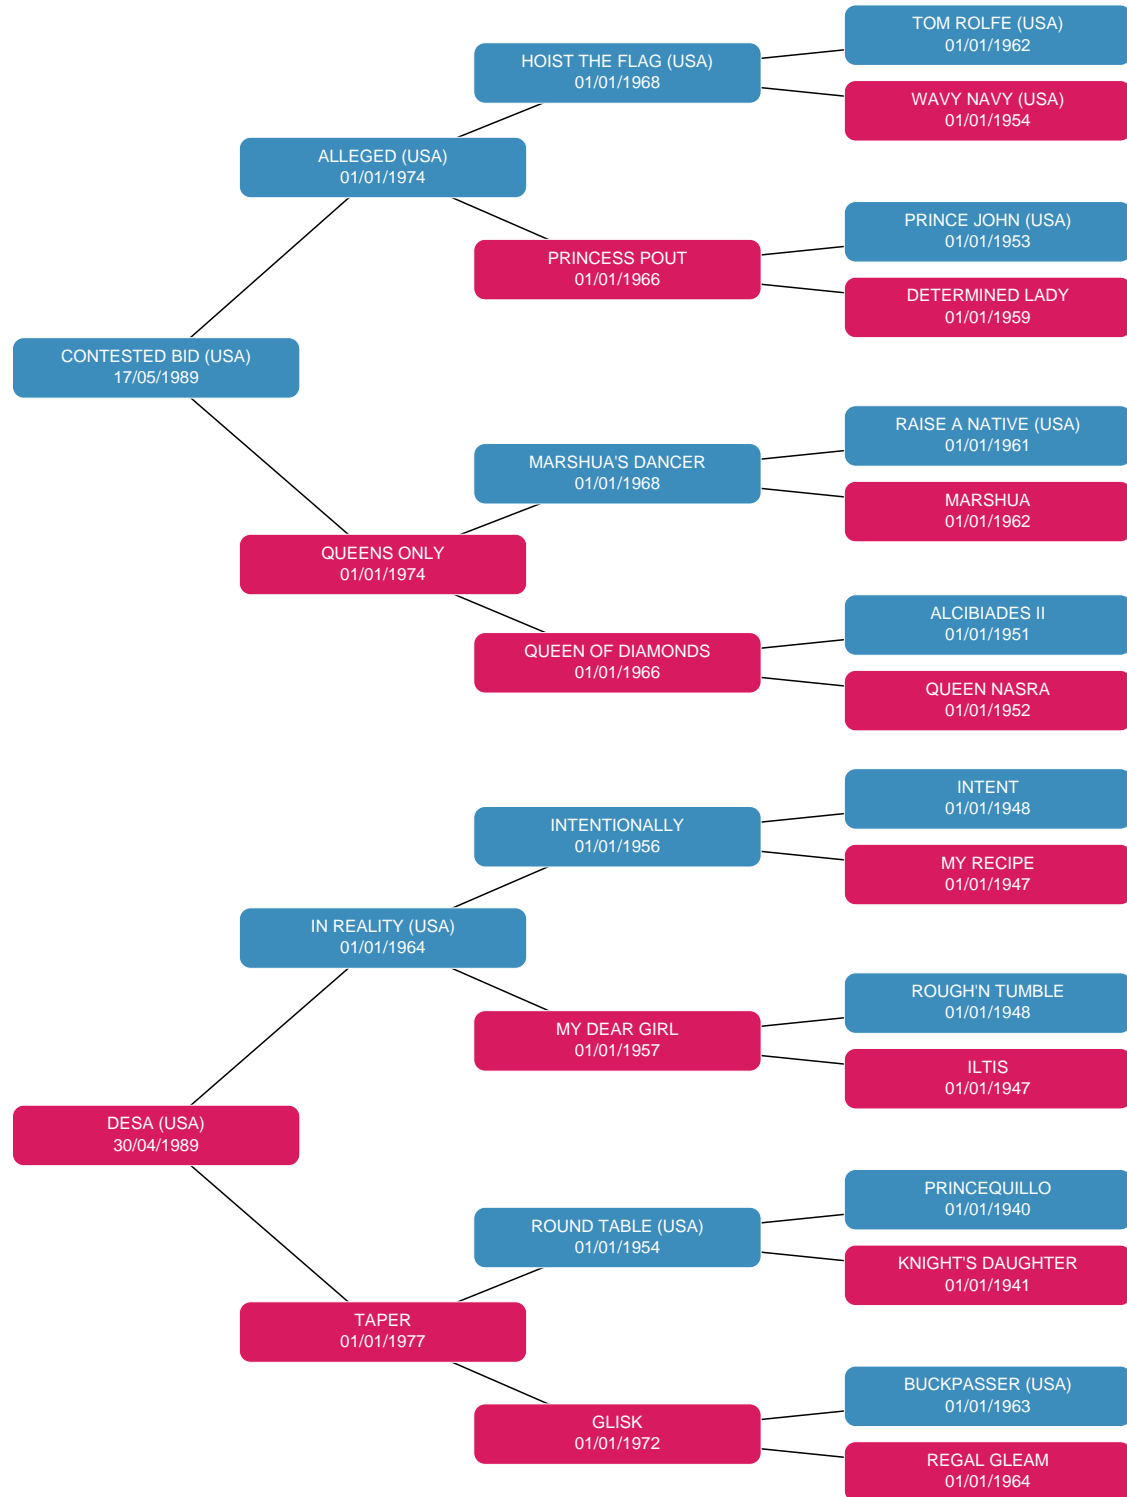 TOM ROLFE (USA)
01/01/1962
HOIST THE FLAG (USA)
01/01/1968
WAVY NAVY (USA)
01/01/1954
ALLEGED (USA)
01/01/1974
PRINCE JOHN (USA)
01/01/1953
PRINCESS POUT
01/01/1966
DETERMINED LADY
01/01/1959
CONTESTED BID (USA)
17/05/1989
RAISE A NATIVE (USA)
01/01/1961
MARSHUA'S DANCER
01/01/1968
MARSHUA
01/01/1962
QUEENS ONLY
01/01/1974
ALCIBIADES II
01/01/1951
QUEEN OF DIAMONDS
01/01/1966
QUEEN NASRA
01/01/1952
INTENT
01/01/1948
INTENTIONALLY
01/01/1956
MY RECIPE
01/01/1947
IN REALITY (USA)
01/01/1964
ROUGH'N TUMBLE
01/01/1948
MY DEAR GIRL
01/01/1957
ILTIS
01/01/1947
DESA (USA)
30/04/1989
PRINCEQUILLO
01/01/1940
ROUND TABLE (USA)
01/01/1954
KNIGHT'S DAUGHTER
01/01/1941
TAPER
01/01/1977
BUCKPASSER (USA)
01/01/1963
GLISK
01/01/1972
REGAL GLEAM
01/01/1964